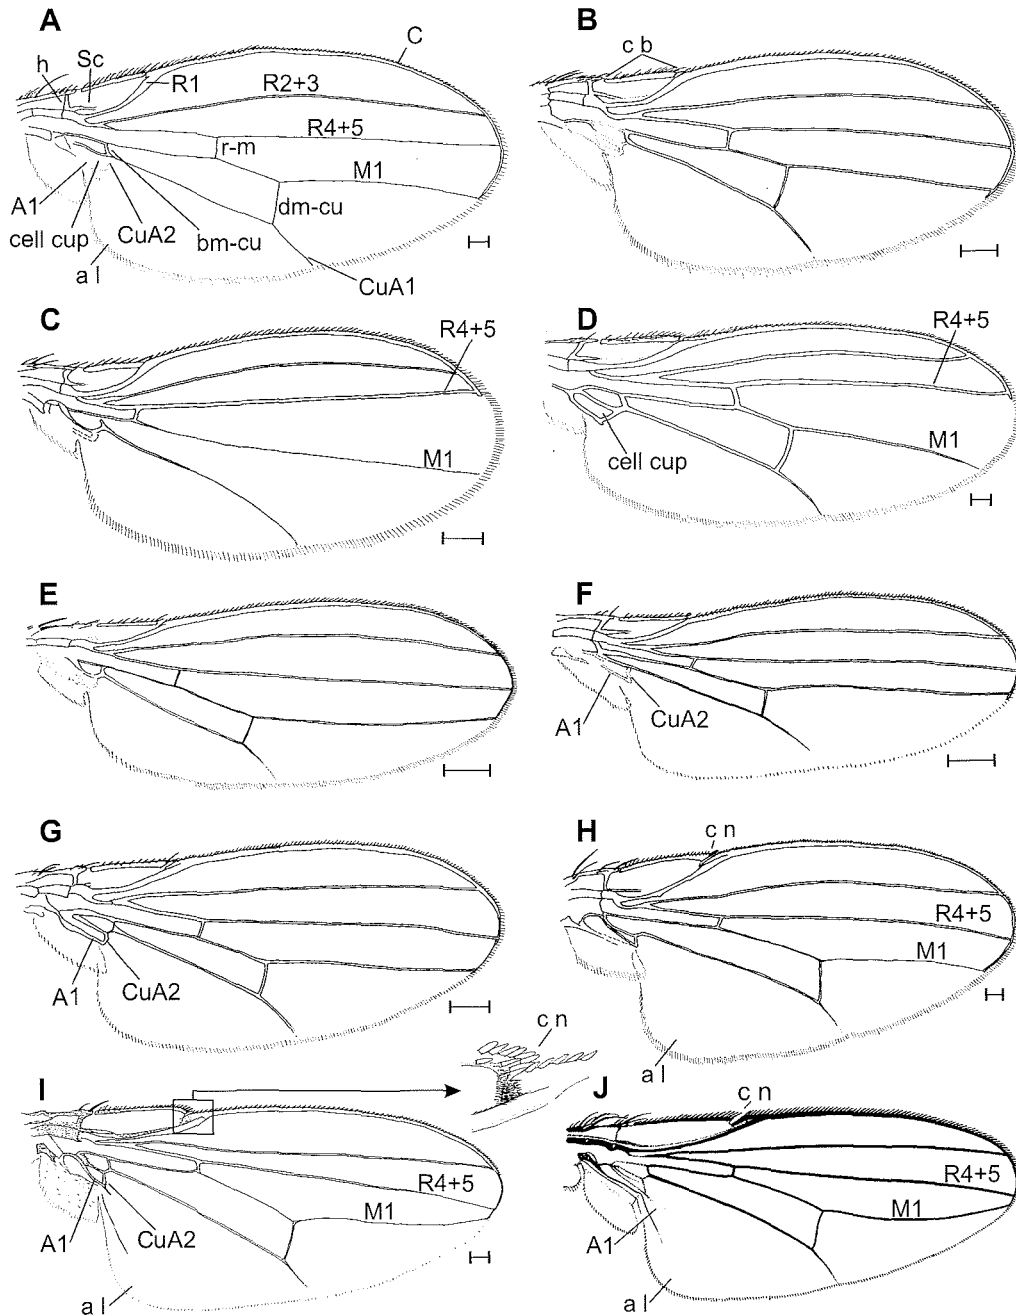 A
C
Sc
h
R1
R2+3
R4+5
r-m
M1
A1
dm-cu
cell cup
CuA2
bm-cu
a l
CuA1
B
c b
C
R4+5
M1
D
R4+5
M1
cell cup
E
F
A1
CuA2
G
A1
CuA2
H
c n
R4+5
M1
a l
c n
I
R4+5
M1
A1
CuA2
a l
J
c n
R4+5
M1
A1
a l